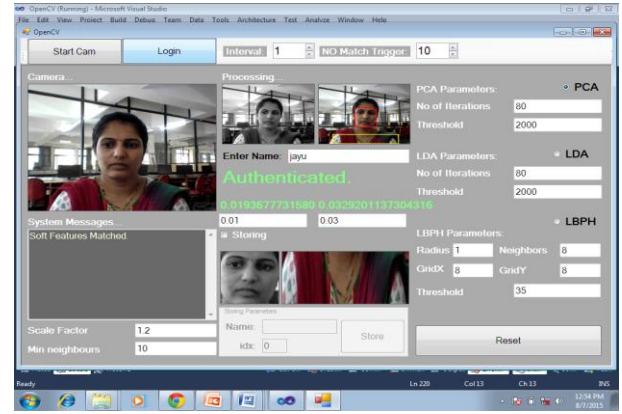 OpenCV (Running) - Microsoft Visual Studio
File Edit View Project Build Debug Team Data Tools Architecture Test Analyze Window Help
OpenCV
Start Cam
Login
Interval: 1
NO Match Trigger: 10
Camera...
Processing...
PCA Parameters:
PCA
No of Iterations 80
Threshold 2000
Enter Name: jayu
LDA Parameters:
LDA
Authenticated.
No of Iterations 80
Threshold 2000
0.01 0.03
System Messages...
LBPH
Soft Features Matched.
Storing
LBPH Parameters:
Radius 1 Neighbors 8
GridX 8 GridY 8
Threshold 35
Storing Parameters
Name:
idx: 0
Store
Scale Factor 1.2
Reset
Min neighbours 10
Ready
Ln 220 Col 13 Ch 13 INS
12:54 PM
8/7/2015